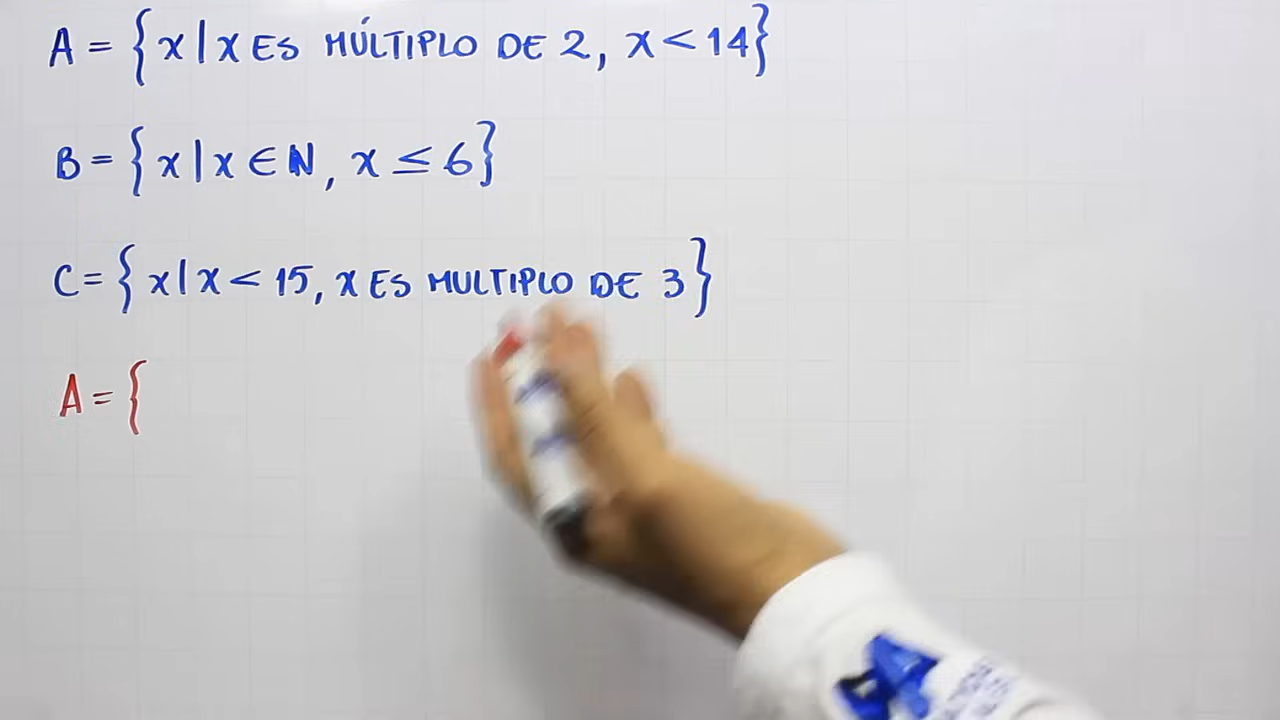 A = {x | x ES MÚLTIPLO DE 2, x < 14}
B = {x | x ∈ N, x ≤ 6}
C = {x | x < 15, x ES MULTIPLO DE 3}
A = {